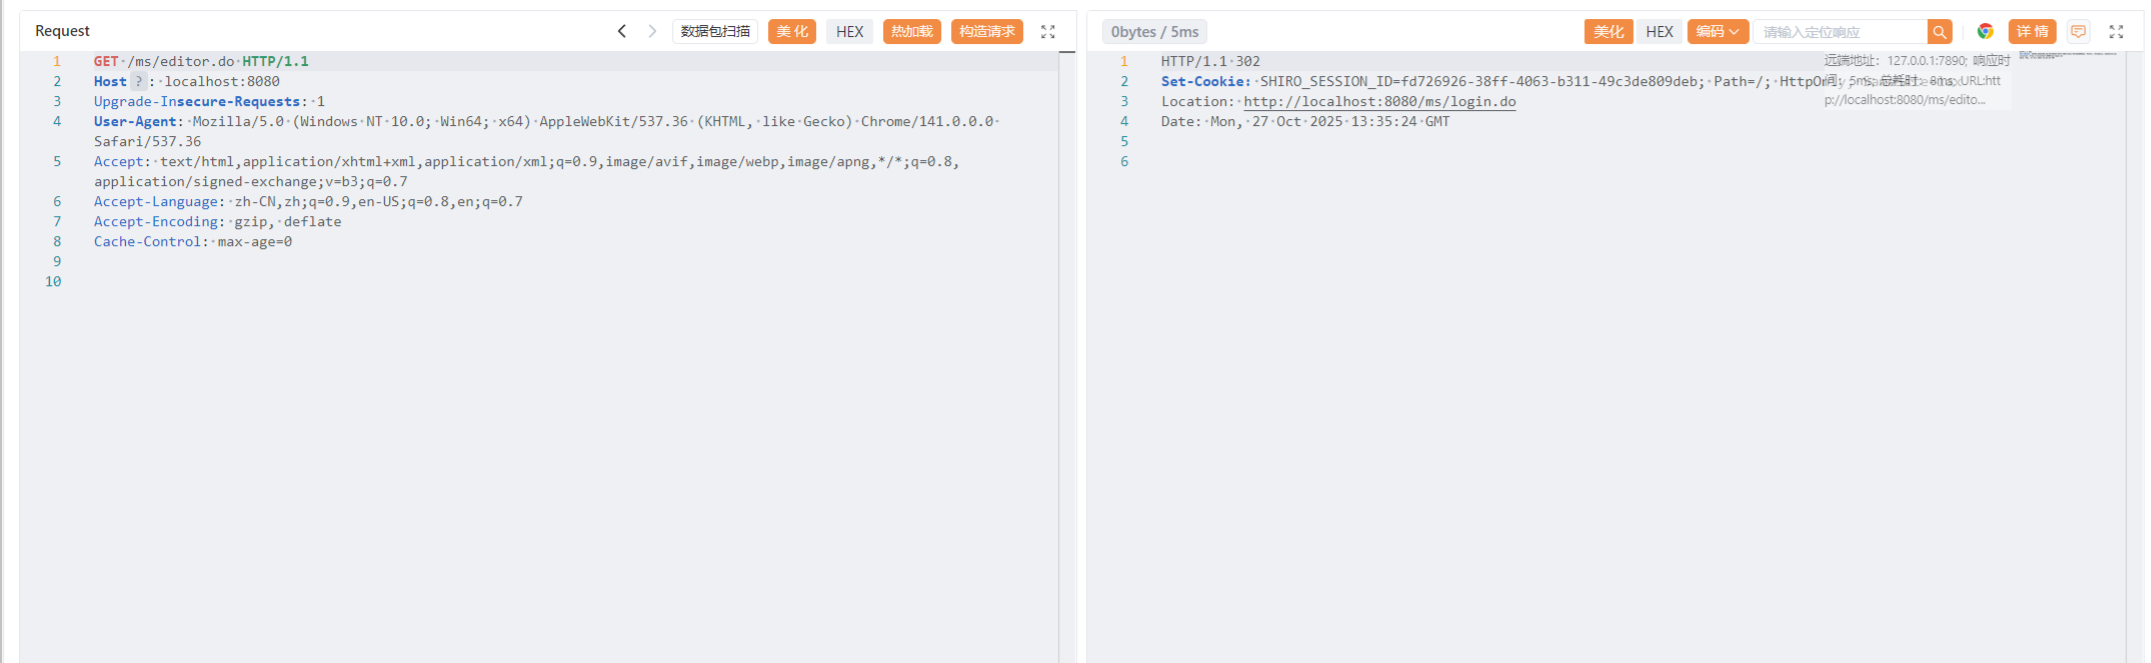 Request
数据包扫描
美化
HEX
热加载
构造请求
1 GET /ms/editor.do HTTP/1.1
2 Host ? : localhost:8080
3 Upgrade-Insecure-Requests: 1
4 User-Agent: Mozilla/5.0 (Windows NT 10.0; Win64; x64) AppleWebKit/537.36 (KHTML, like Gecko) Chrome/141.0.0.0
Safari/537.36
5 Accept: text/html,application/xhtml+xml,application/xml;q=0.9,image/avif,image/webp,image/apng,*/*;q=0.8,
application/signed-exchange;v=b3;q=0.7
6 Accept-Language: zh-CN,zh;q=0.9,en-US;q=0.8,en;q=0.7
7 Accept-Encoding: gzip, deflate
8 Cache-Control: max-age=0
9
10
0bytes / 5ms
美化
HEX
编码
请输入定位响应
详情
1 HTTP/1.1 302
2 Set-Cookie: SHIRO_SESSION_ID=fd726926-38ff-4063-b311-49c3de809deb; Path=/;
3 Location: http://localhost:8080/ms/login.do
4 Date: Mon, 27 Oct 2025 13:35:24 GMT
5
6
远端地址: 127.0.0.1:7890; 响应时
间: 5ms; 总耗时: 8ms; URL:htt
p://localhost:8080/ms/edito...